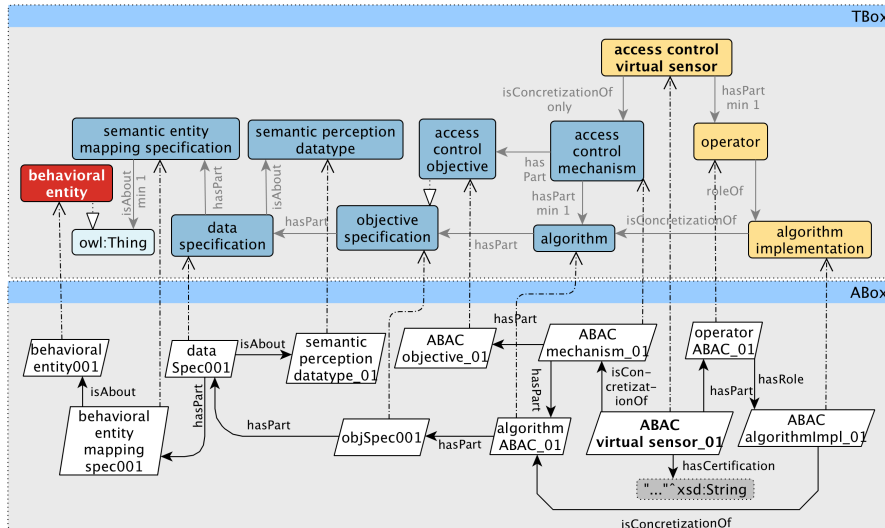 TBox
access control
virtual sensor
isConcretizationOf
only
hasPart
min 1
semantic entity
mapping specification
semantic perception
datatype
access
control
objective
has
Part
access
control
mechanism
operator
behavioral
entity
isAbout
min 1
hasPart
isAbout
hasPart
min 1
roleOf
owl:Thing
data
specification
hasPart
objective
specification
hasPart
algorithm
isConcretizationOf
algorithm
implementation
ABox
behavioral
entity001
data
Spec001
isAbout
semantic
perception
datatype_01
ABAC
objective_01
hasPart
ABAC
mechanism_01
operator
ABAC_01
isAbout
hasPart
hasPart
isCon-
cretizat-
ionOf
hasPart
hasRole
behavioral
entity
mapping
spec001
hasPart
objSpec001
hasPart
algorithm
ABAC_01
ABAC
virtual sensor_01
ABAC
algorithmImpl_01
hasCertification
"..."^xsd:String
isConcretizationOf